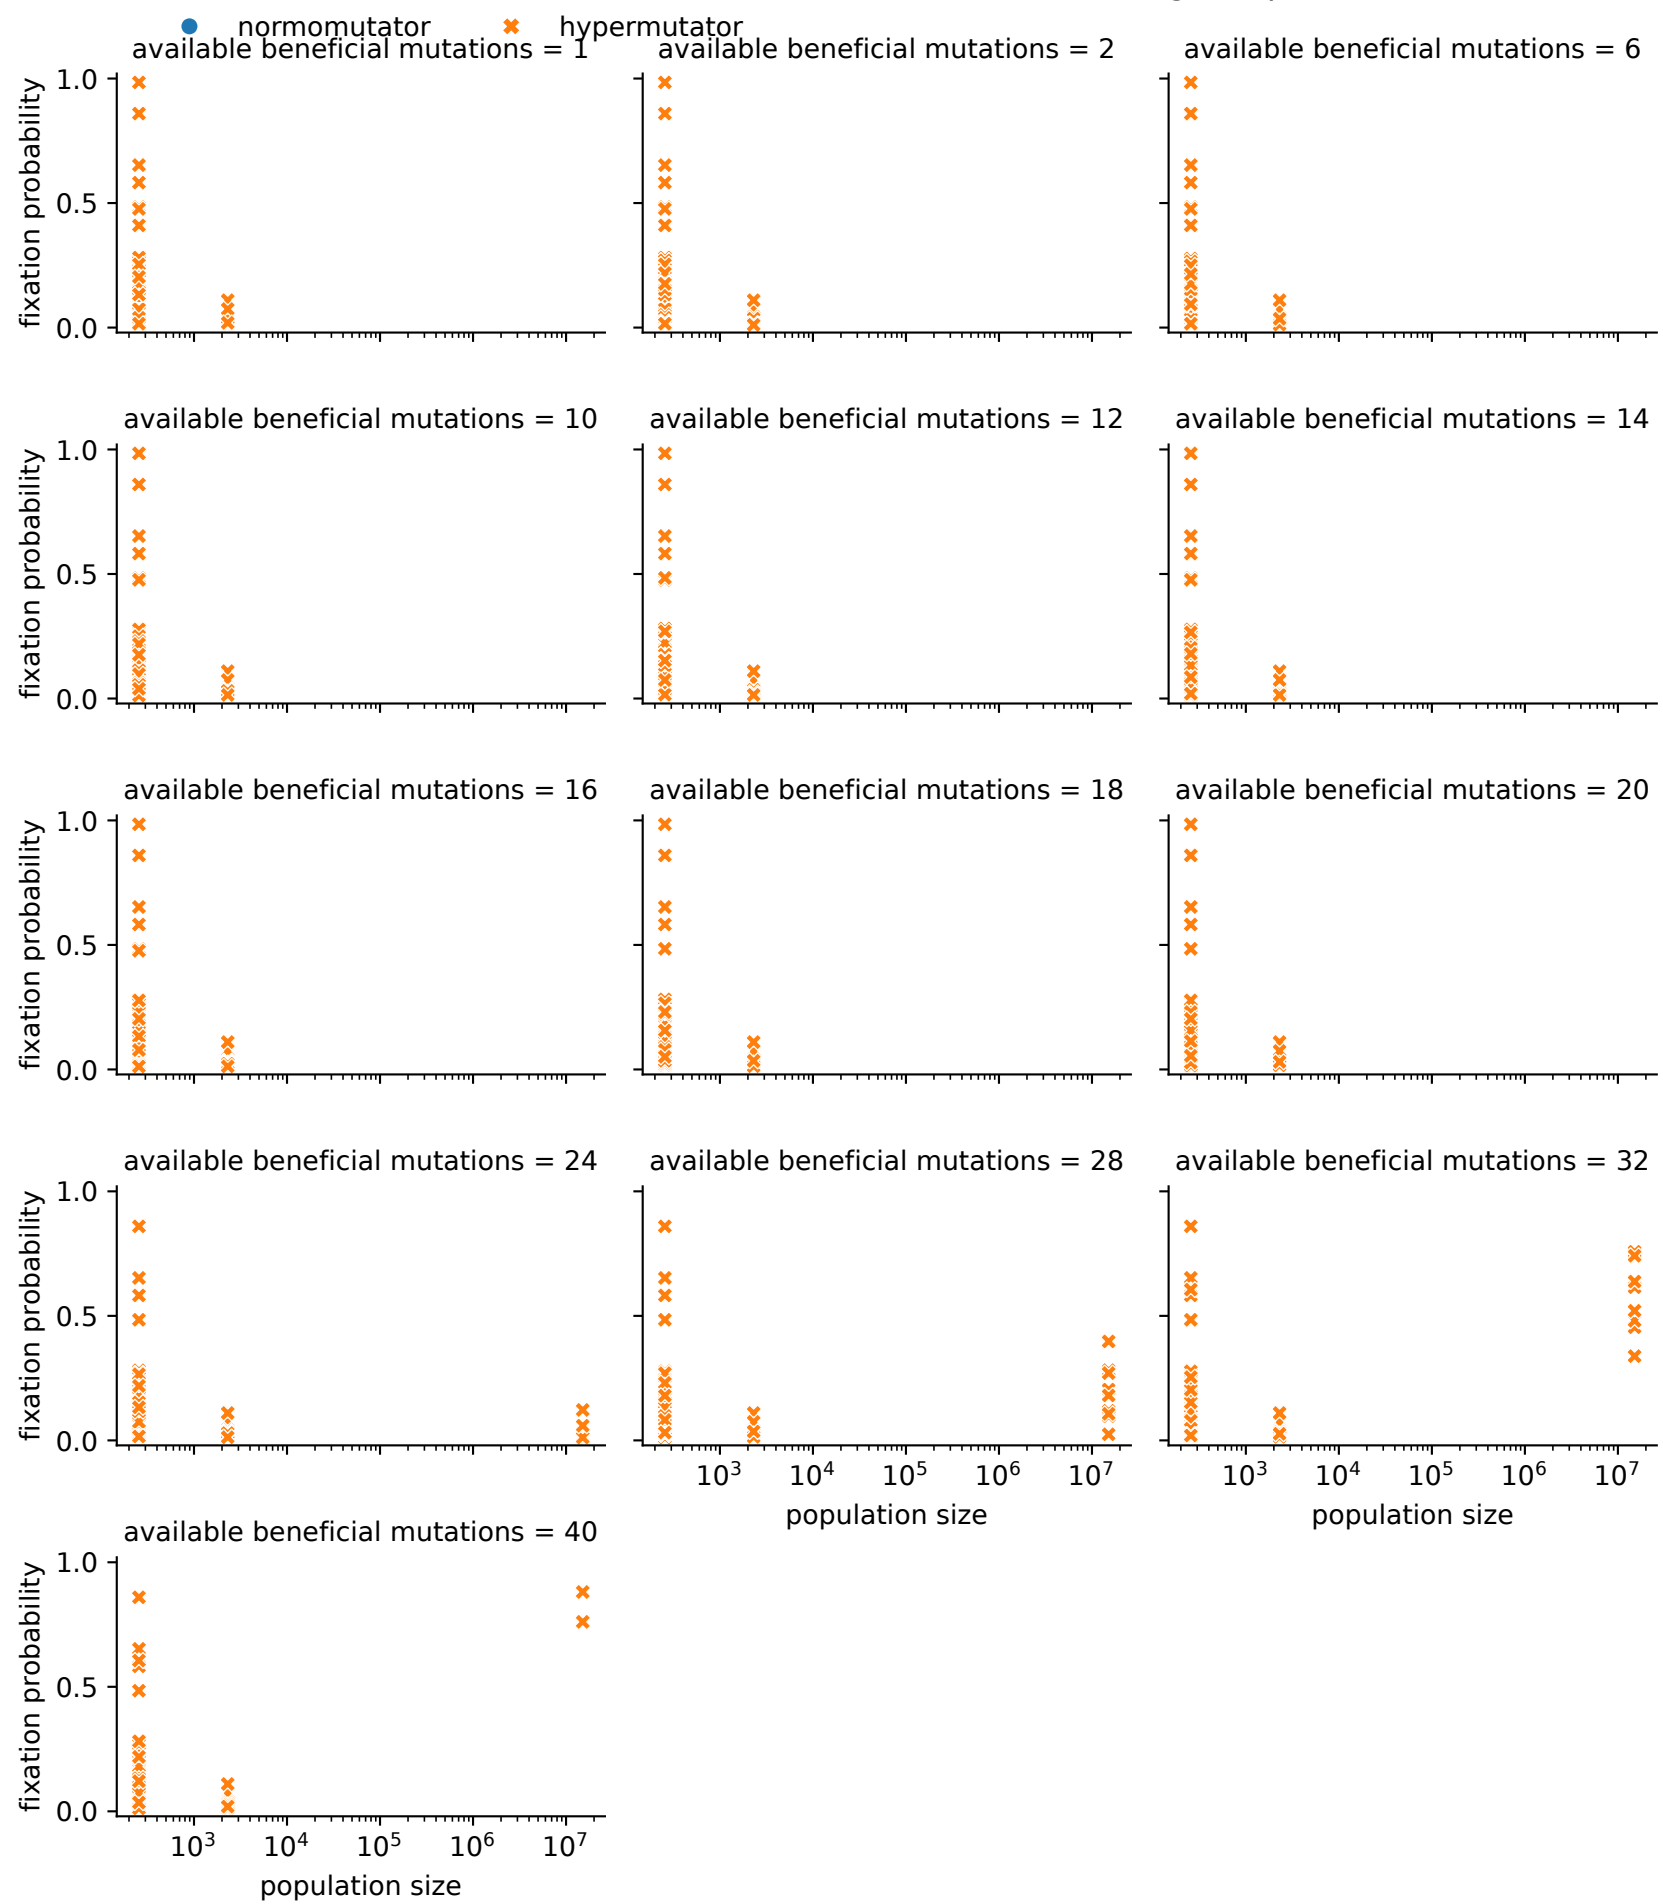 normomutator hypermutator
available beneficial mutations = 1 available beneficial mutations = 2 available beneficial mutations = 6
fixation probability
1.0
0.5
0.0
available beneficial mutations = 10 available beneficial mutations = 12 available beneficial mutations = 14
fixation probability
1.0
0.5
0.0
available beneficial mutations = 16 available beneficial mutations = 18 available beneficial mutations = 20
fixation probability
1.0
0.5
0.0
available beneficial mutations = 24 available beneficial mutations = 28 available beneficial mutations = 32
fixation probability
1.0
0.5
0.0
10³ 10⁴ 10⁵ 10⁶ 10⁷ 10³ 10⁴ 10⁵ 10⁶ 10⁷
population size population size
available beneficial mutations = 40
fixation probability
1.0
0.5
0.0
10³ 10⁴ 10⁵ 10⁶ 10⁷
population size